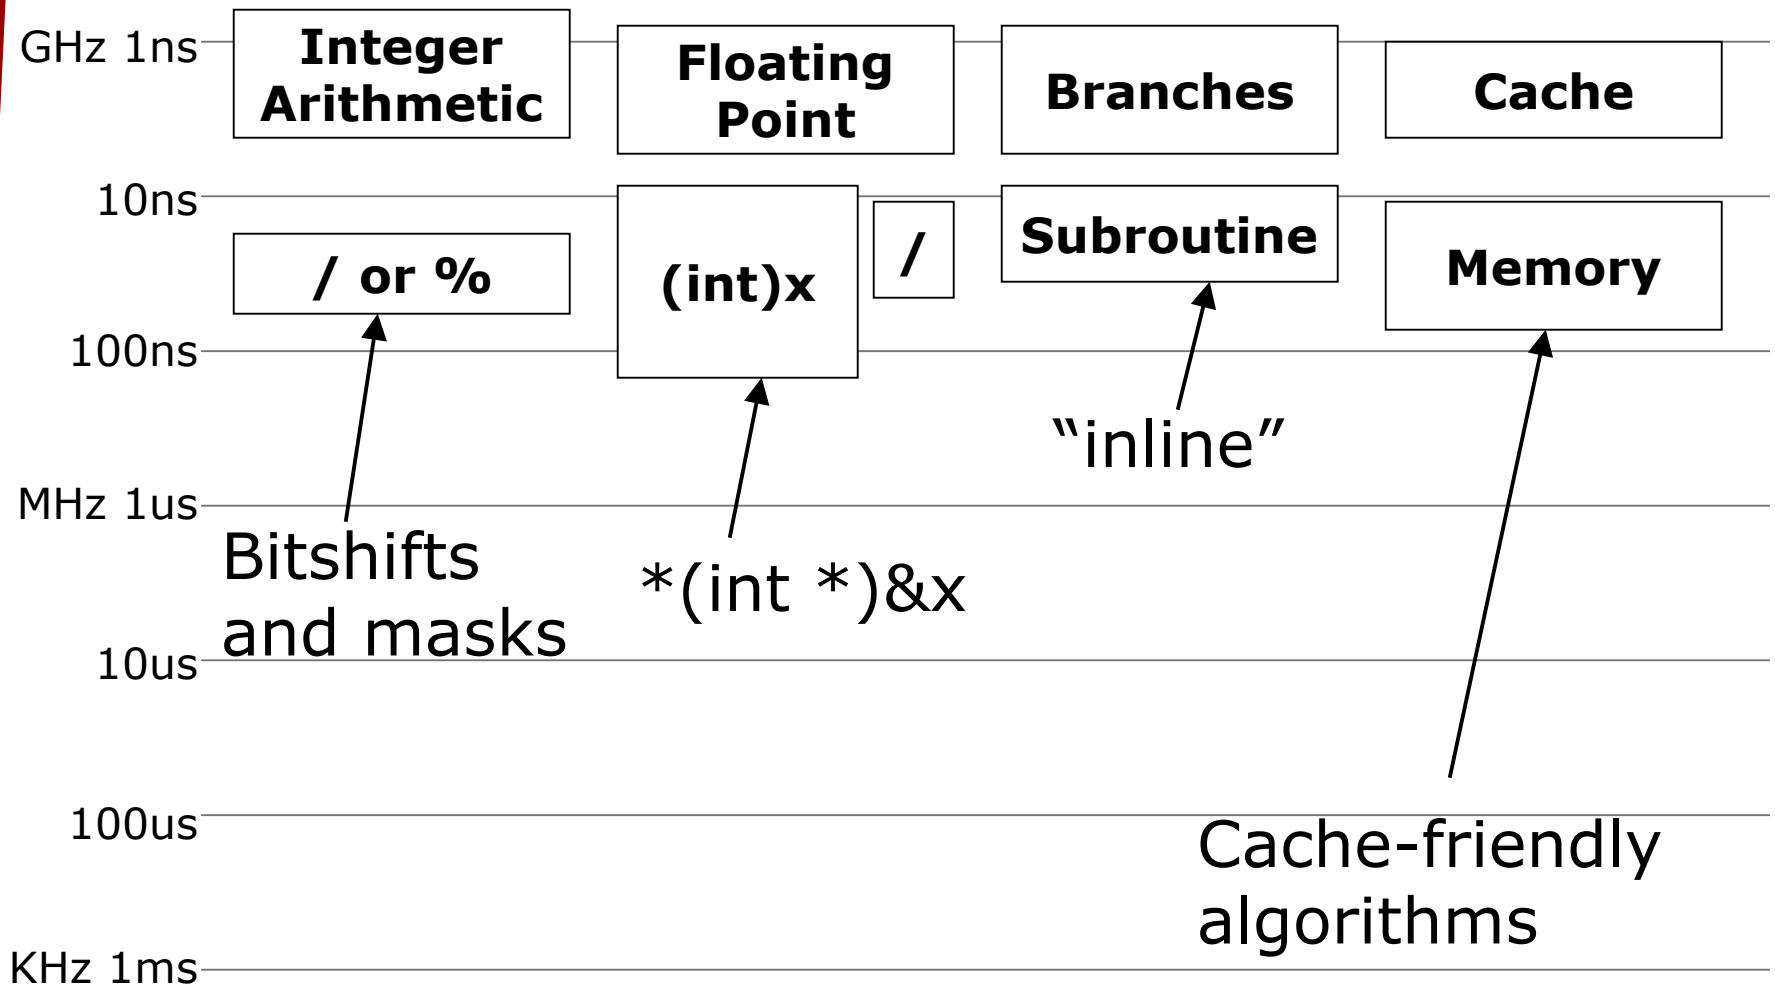 GHz 1ns
Integer
Arithmetic
Floating
Point
Branches
Cache
10ns
/ or %
(int)x
/
Subroutine
Memory
100ns
“inline”
MHz 1us
Bitshifts
and masks
*(int *)&x
10us
100us
Cache-friendly
algorithms
KHz 1ms